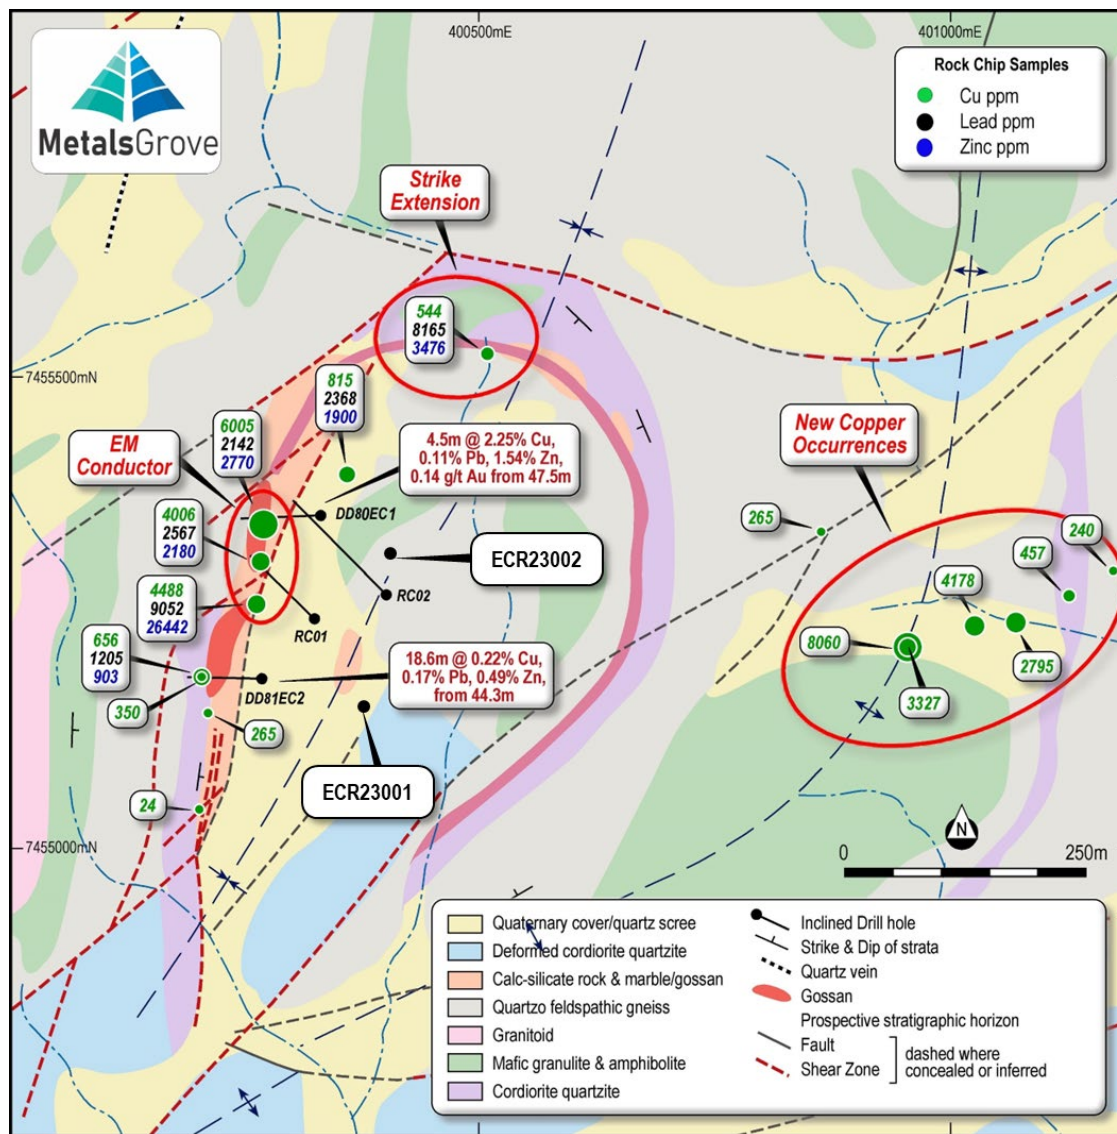 400500mE
401000mE
MetalsGrove
Rock Chip Samples
Cu ppm
Lead ppm
Zinc ppm
Strike
Extension
544
8165
3476
7455500mN
815
2368
1900
6005
2142
2770
EM
Conductor
4.5m @ 2.25% Cu,
0.11% Pb, 1.54% Zn,
0.14 g/t Au from 47.5m
New Copper
Occurrences
DD80EC1
4006
2567
2180
265
240
ECR23002
457
4488
9052
26442
RC02
4178
RC01
656
1205
903
8060
2795
18.6m @ 0.22% Cu,
0.17% Pb, 0.49% Zn,
from 44.3m
DD81EC2
3327
350
265
ECR23001
24
7455000mN
N
0
250m
Quaternary cover/quartz scree
Deformed cordiorite quartzite
Calc-silicate rock & marble/gossan
Quartzo feldspathic gneiss
Granitoid
Mafic granulite & amphibolite
Cordiorite quartzite
Inclined Drill hole
Strike & Dip of strata
Quartz vein
Gossan
Prospective stratigraphic horizon
Fault
Shear Zone
dashed where
concealed or inferred